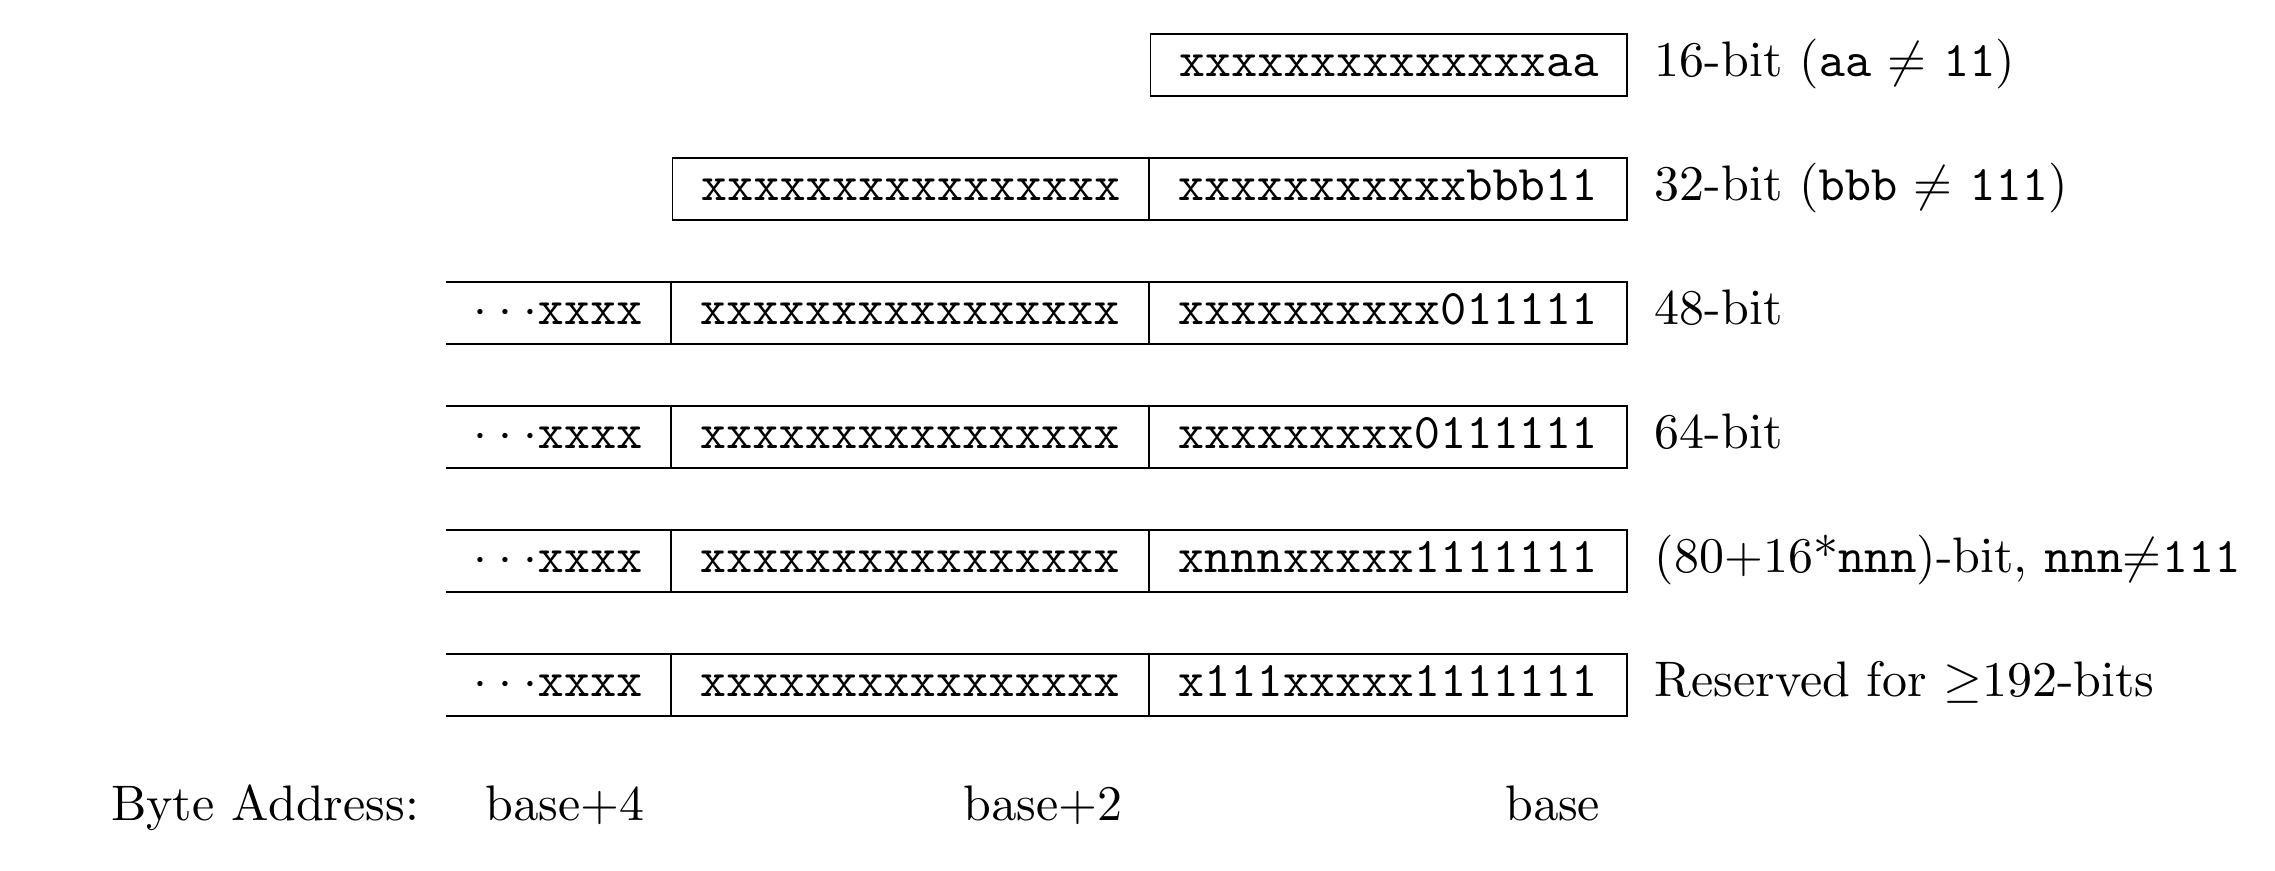 xxxxxxxxxxxxxxaa 16-bit (aa ≠ 11)
xxxxxxxxxxxxxxxx xxxxxxxxxxxbbb11 32-bit (bbb ≠ 111)
···xxxx xxxxxxxxxxxxxxxx xxxxxxxxxx011111 48-bit
···xxxx xxxxxxxxxxxxxxxx xxxxxxxxx0111111 64-bit
···xxxx xxxxxxxxxxxxxxxx xnnnxxxxx1111111 (80+16*nnn)-bit, nnn≠111
···xxxx xxxxxxxxxxxxxxxx x111xxxxx1111111 Reserved for ≥192-bits
Byte Address: base+4 base+2 base